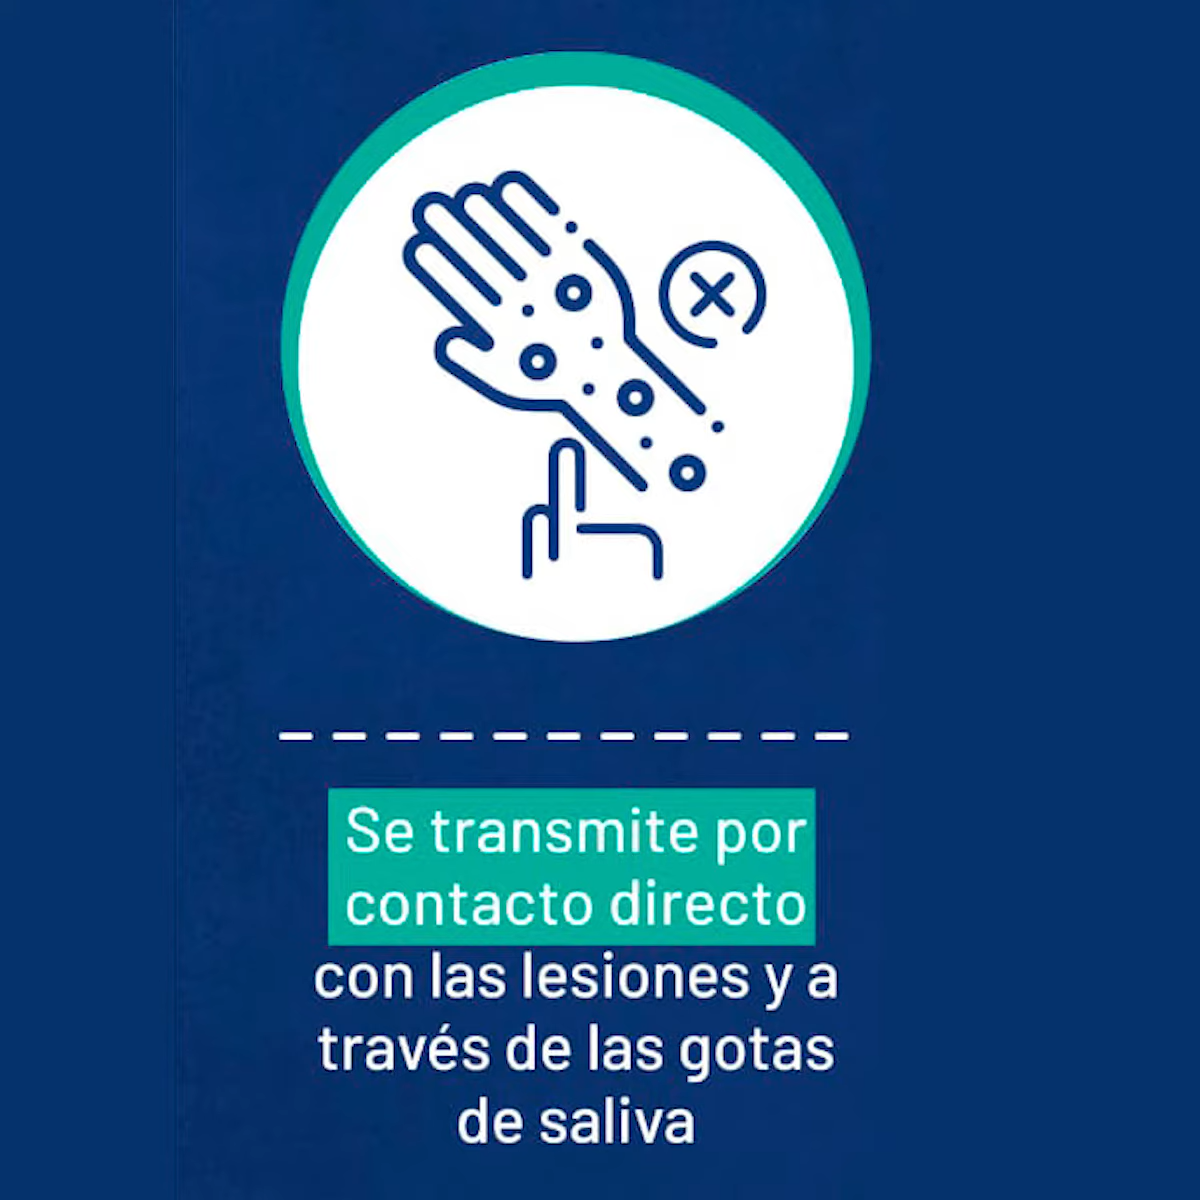 Se transmite por
contacto directo
con las lesiones y a
través de las gotas
de saliva